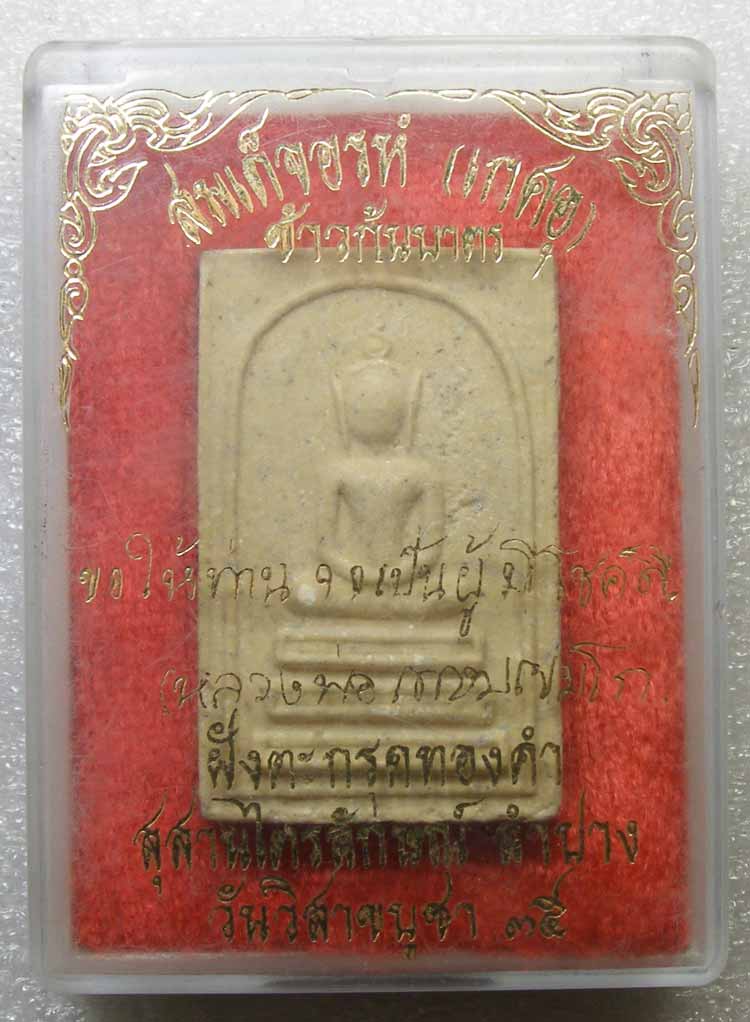 สมเด็จอรหํ (เกศอุ)
ข้าวก้นบาตร
ขอให้ท่าน จงเป็นผู้ มีโชคดี
(หลวงพ่อ เกษม เขมโก)
ฝังตะกรุดทองคำ
สุสานไตรลักษณ์ ลำปาง
วันวิสาขบูชา ๓๕